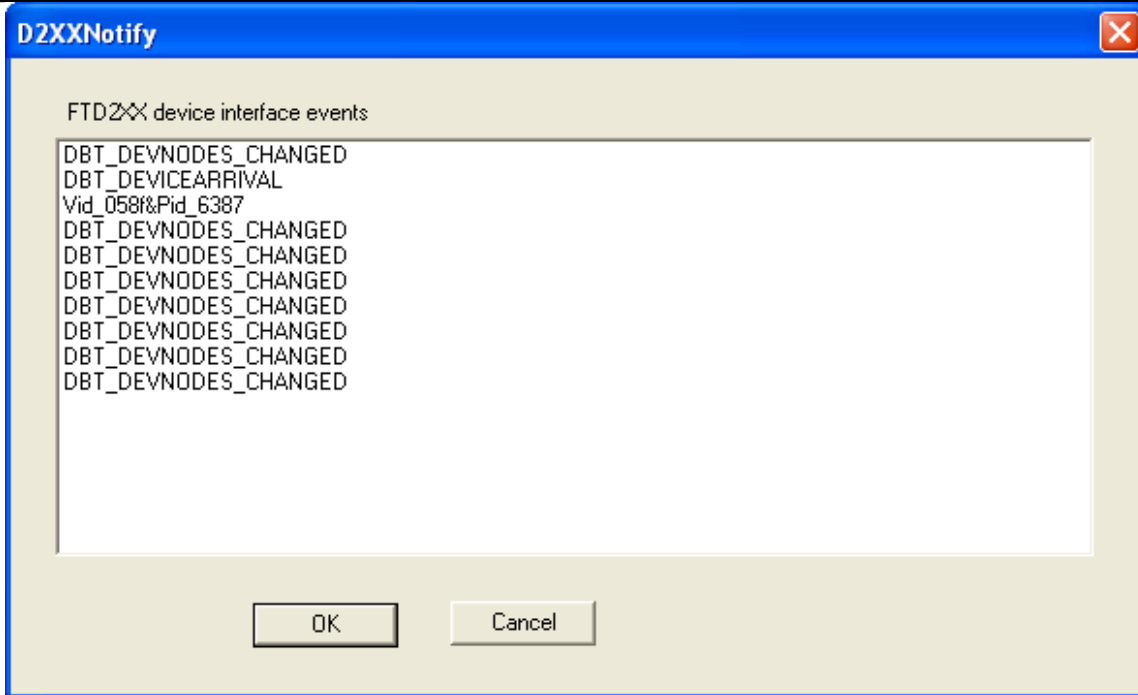 D2XXNotify
FTD2XX device interface events
DBT_DEVNODES_CHANGED
DBT_DEVICEARRIVAL
Vid_058f&Pid_6387
DBT_DEVNODES_CHANGED
DBT_DEVNODES_CHANGED
DBT_DEVNODES_CHANGED
DBT_DEVNODES_CHANGED
DBT_DEVNODES_CHANGED
DBT_DEVNODES_CHANGED
DBT_DEVNODES_CHANGED
OK Cancel